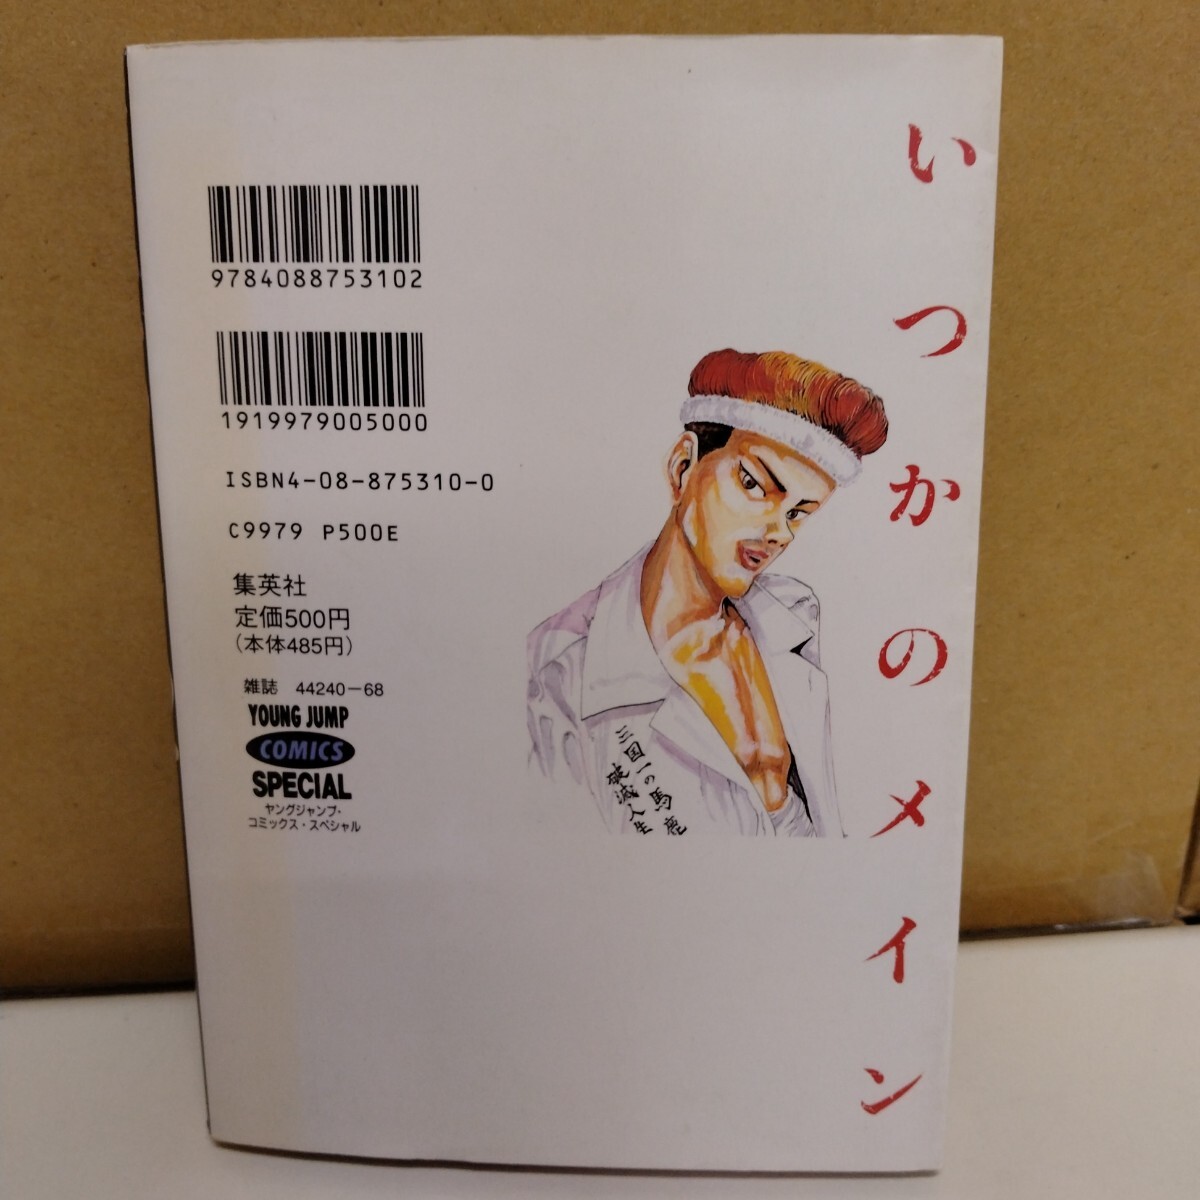 いつかのメイン
9784088753102
1919979005000
ISBN4-08-875310-0
C9979 P500E
集英社
定価500円
(本体485円)
雑誌 44240-68
YOUNG JUMP
COMICS
SPECIAL
ヤングジャンプ・
コミックス・スペシャル
三国一の馬鹿
破滅人生